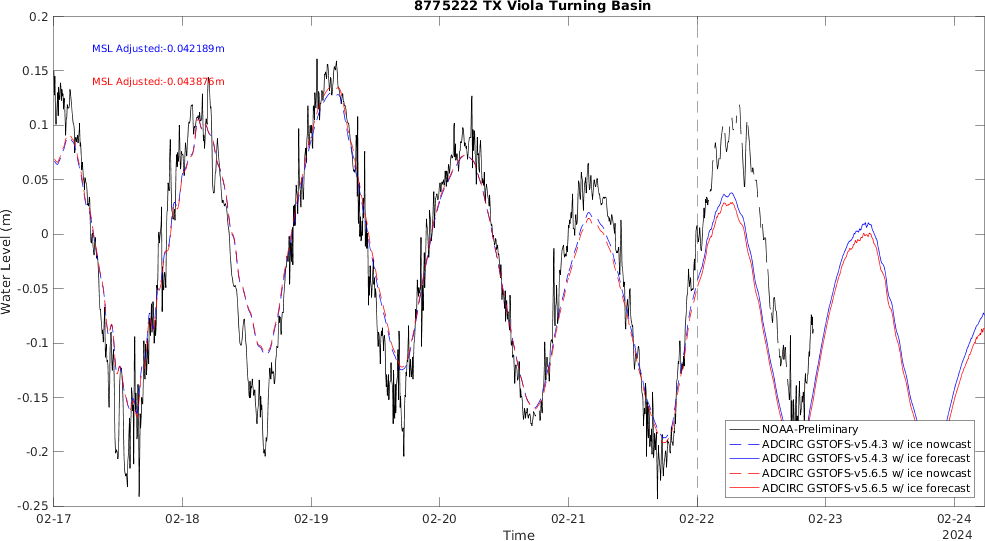 8775222 TX Viola Turning Basin
MSL Adjusted:-0.042189m
MSL Adjusted:-0.043876m
Water Level (m)
0.2
0.15
0.1
0.05
0
-0.05
-0.1
-0.15
-0.2
-0.25
NOAA-Preliminary
ADCIRC GSTOFS-v5.4.3 w/ ice nowcast
ADCIRC GSTOFS-v5.4.3 w/ ice forecast
ADCIRC GSTOFS-v5.6.5 w/ ice nowcast
ADCIRC GSTOFS-v5.6.5 w/ ice forecast
02-17 02-18 02-19 02-20 02-21 02-22 02-23 02-24
Time
2024